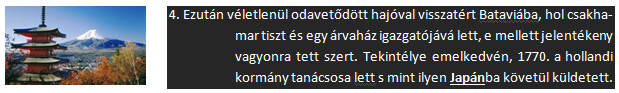 4. Ezután véletlenül odavetődött hajóval visszatért Bataviába, hol csakha-
mar tiszt és egy árvaház igazgatójává lett, e mellett jelentékeny
vagyonra tett szert. Tekintélye emelkedvén, 1770. a hollandi
kormány tanácsosa lett s mint ilyen Japánba követül küldetett.